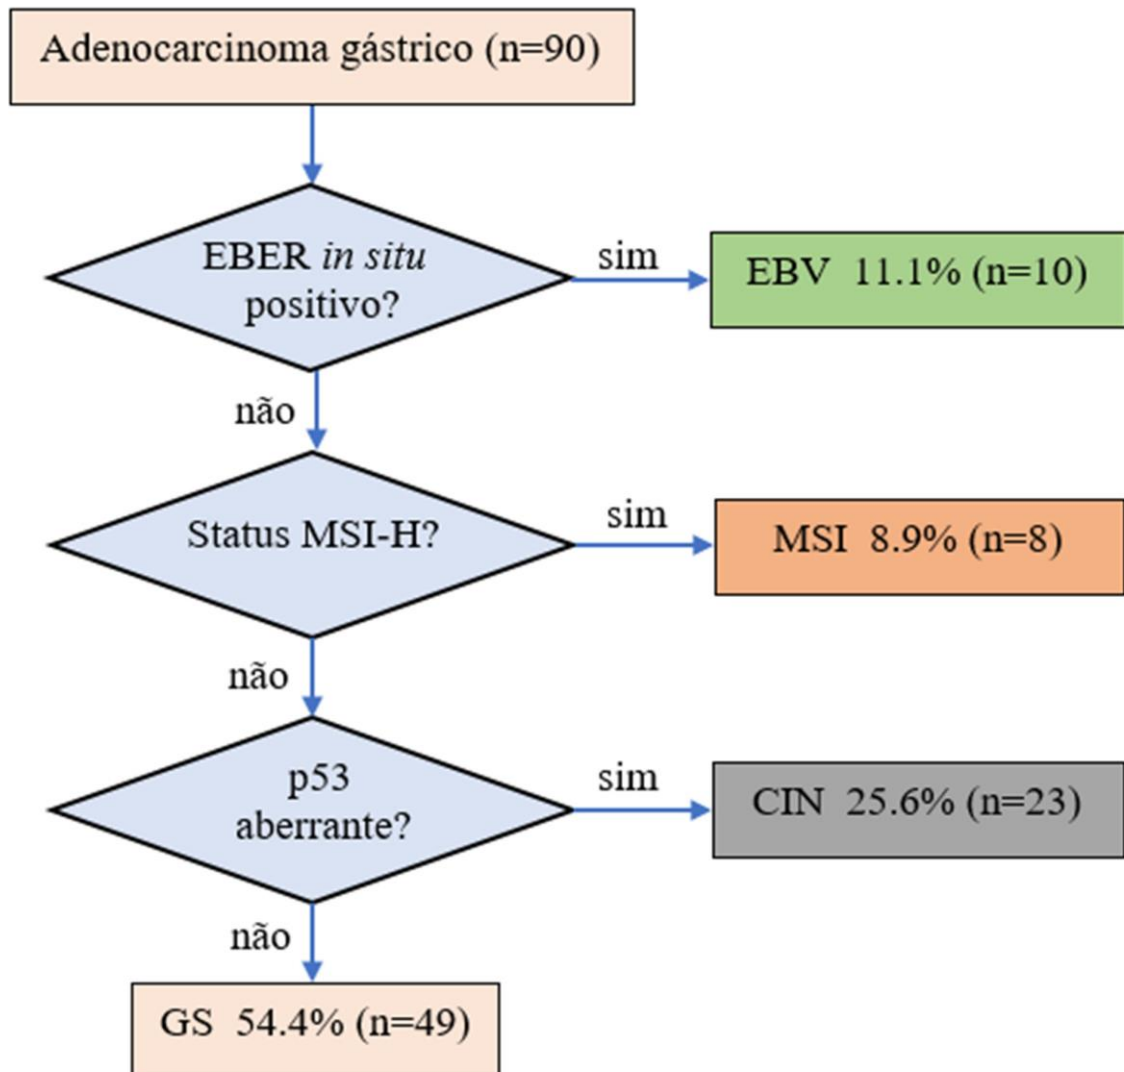 Adenocarcinoma gástrico (n=90)
EBER in situ
positivo?
sim
EBV 11.1% (n=10)
não
Status MSI-H?
sim
MSI 8.9% (n=8)
não
p53
aberrante?
sim
CIN 25.6% (n=23)
não
GS 54.4% (n=49)